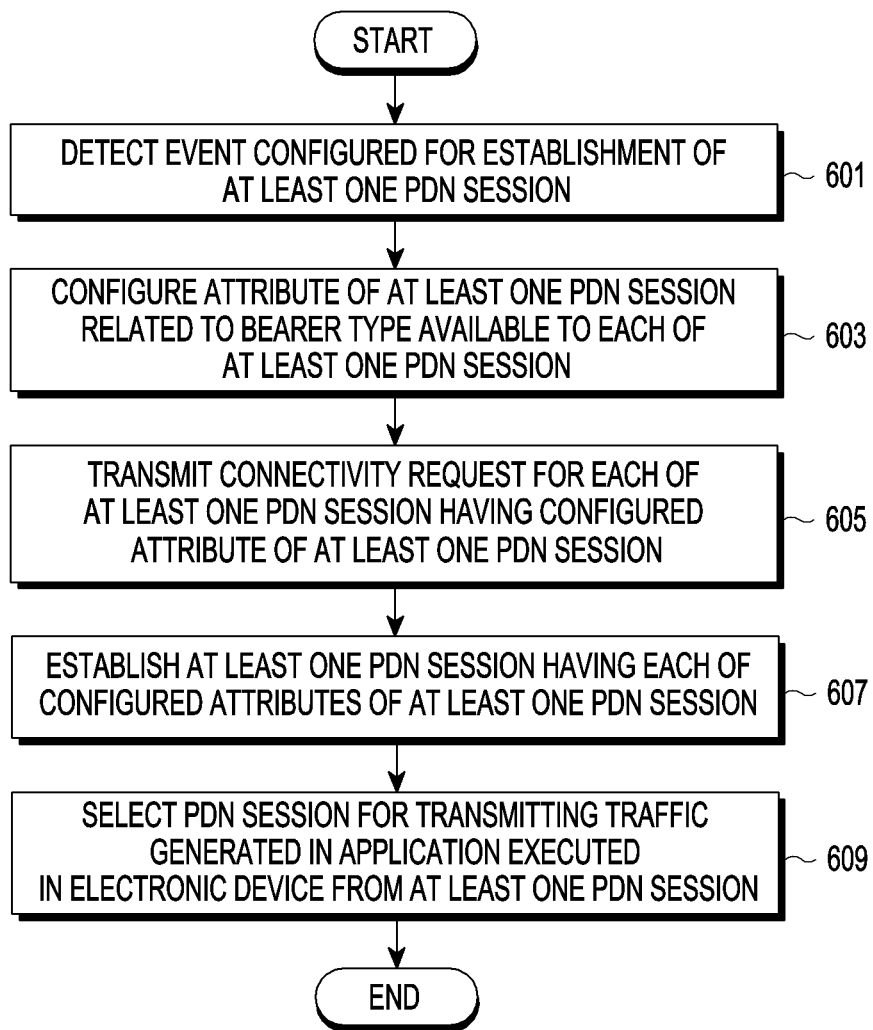 START
DETECT EVENT CONFIGURED FOR ESTABLISHMENT OF
AT LEAST ONE PDN SESSION
601
CONFIGURE ATTRIBUTE OF AT LEAST ONE PDN SESSION
RELATED TO BEARER TYPE AVAILABLE TO EACH OF
AT LEAST ONE PDN SESSION
603
TRANSMIT CONNECTIVITY REQUEST FOR EACH OF
AT LEAST ONE PDN SESSION HAVING CONFIGURED
ATTRIBUTE OF AT LEAST ONE PDN SESSION
605
ESTABLISH AT LEAST ONE PDN SESSION HAVING EACH OF
CONFIGURED ATTRIBUTES OF AT LEAST ONE PDN SESSION
607
SELECT PDN SESSION FOR TRANSMITTING TRAFFIC
GENERATED IN APPLICATION EXECUTED
IN ELECTRONIC DEVICE FROM AT LEAST ONE PDN SESSION
609
END